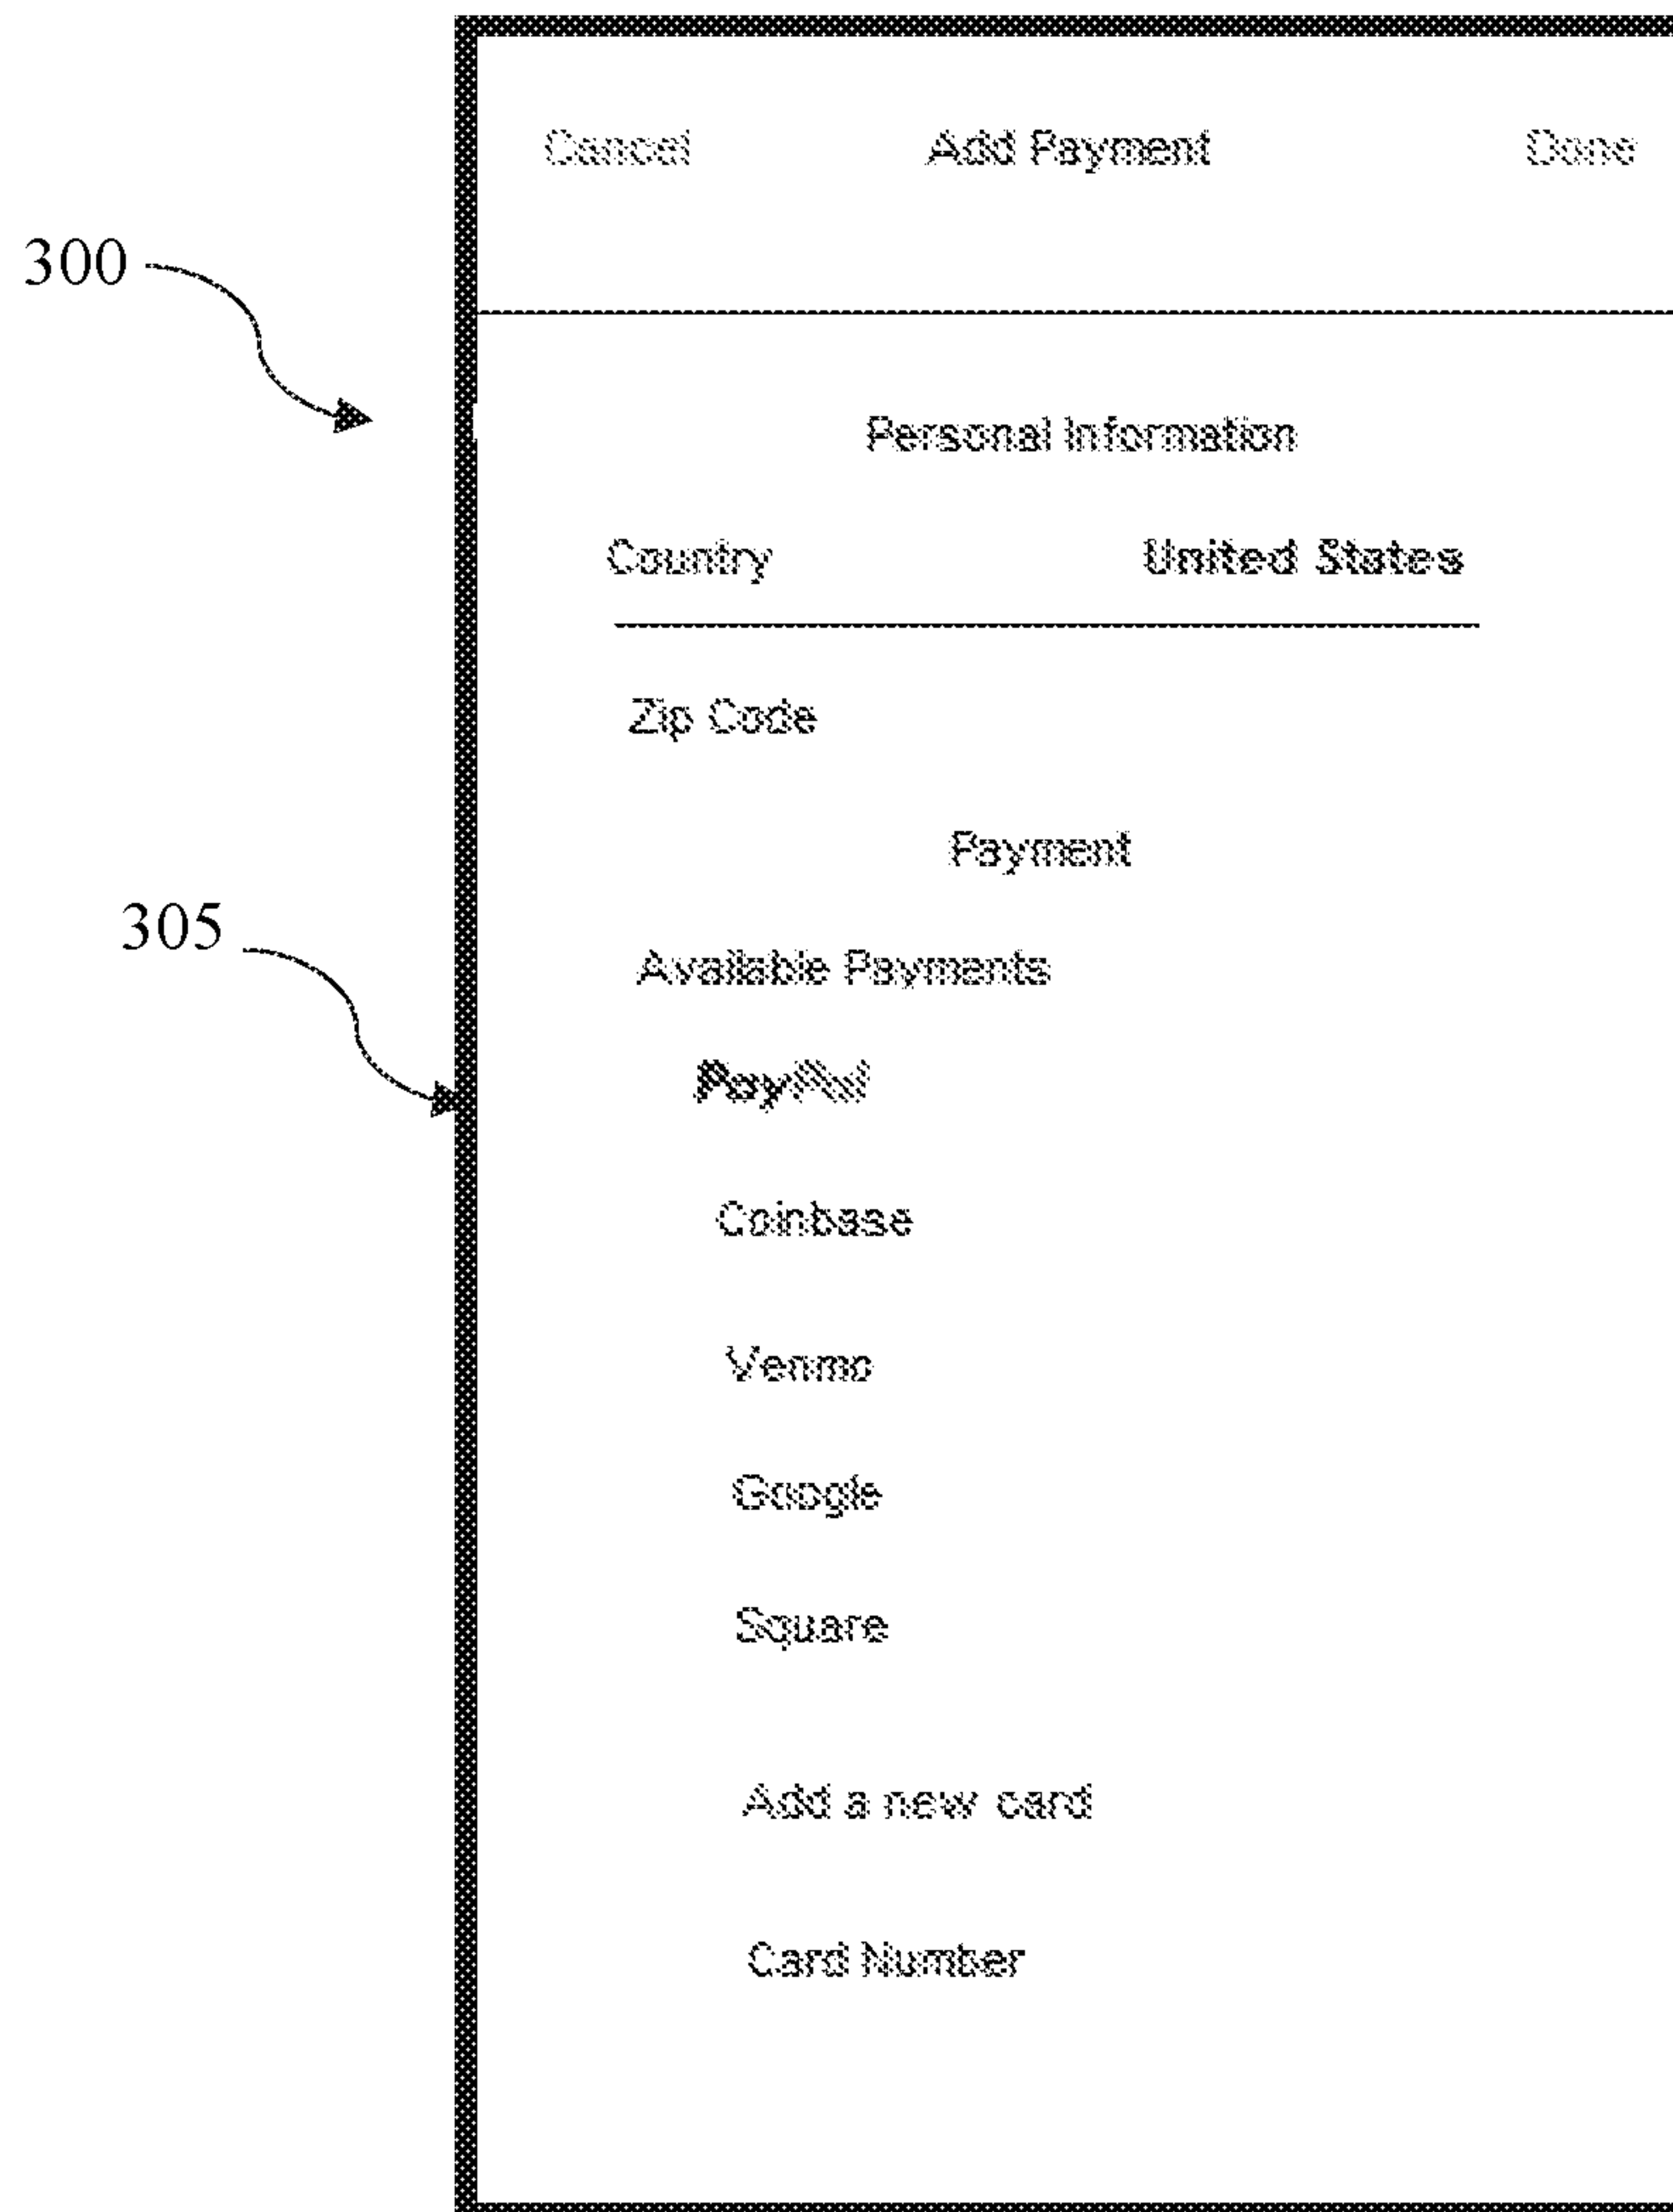 Cancel Add Payment Done
300
Personal Information
Country United States
Zip Code
Payment
305
Available Payments
PayPal
Coinbase
Venmo
Google
Square
Add a new card
Card Number